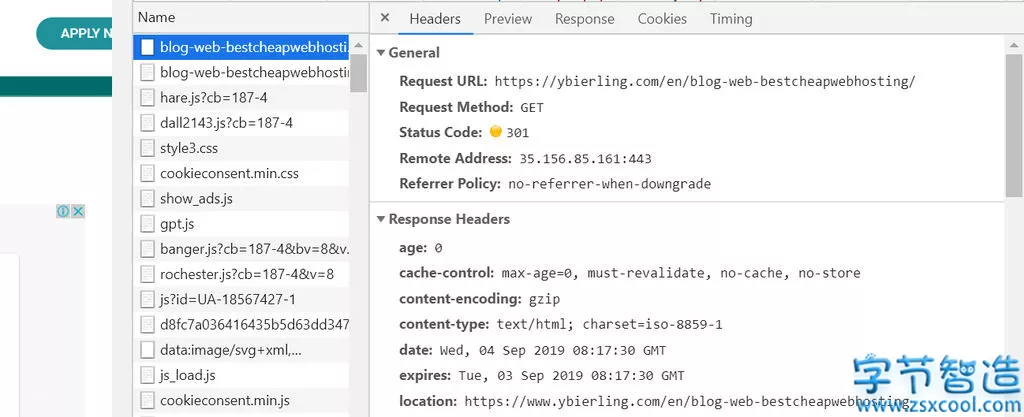 APPLY N
Name
blog-web-bestcheapwebhosti
blog-web-bestcheapwebhostin
hare.js?cb=187-4
dall2143.js?cb=187-4
style3.css
cookieconsent.min.css
show_ads.js
gpt.js
banger.js?cb=187-4&bv=8&v.
rochester.js?cb=187-4&v=8
js?id=UA-18567427-1
d8fc7a036416435b5d63dd347
data:image/svg+xml,...
js_load.js
cookieconsent.min.js
× Headers Preview Response Cookies Timing
General
Request URL: https://ybierling.com/en/blog-web-bestcheapwebhosting/
Request Method: GET
Status Code: 301
Remote Address: 35.156.85.161:443
Referrer Policy: no-referrer-when-downgrade
Response Headers
age: 0
cache-control: max-age=0, must-revalidate, no-cache, no-store
content-encoding: gzip
content-type: text/html; charset=iso-8859-1
date: Wed, 04 Sep 2019 08:17:30 GMT
expires: Tue, 03 Sep 2019 08:17:30 GMT
location: https://www.ybierling.com/en/blog-web-bestcheapwebhosting
字节智造
www.zsxcool.com